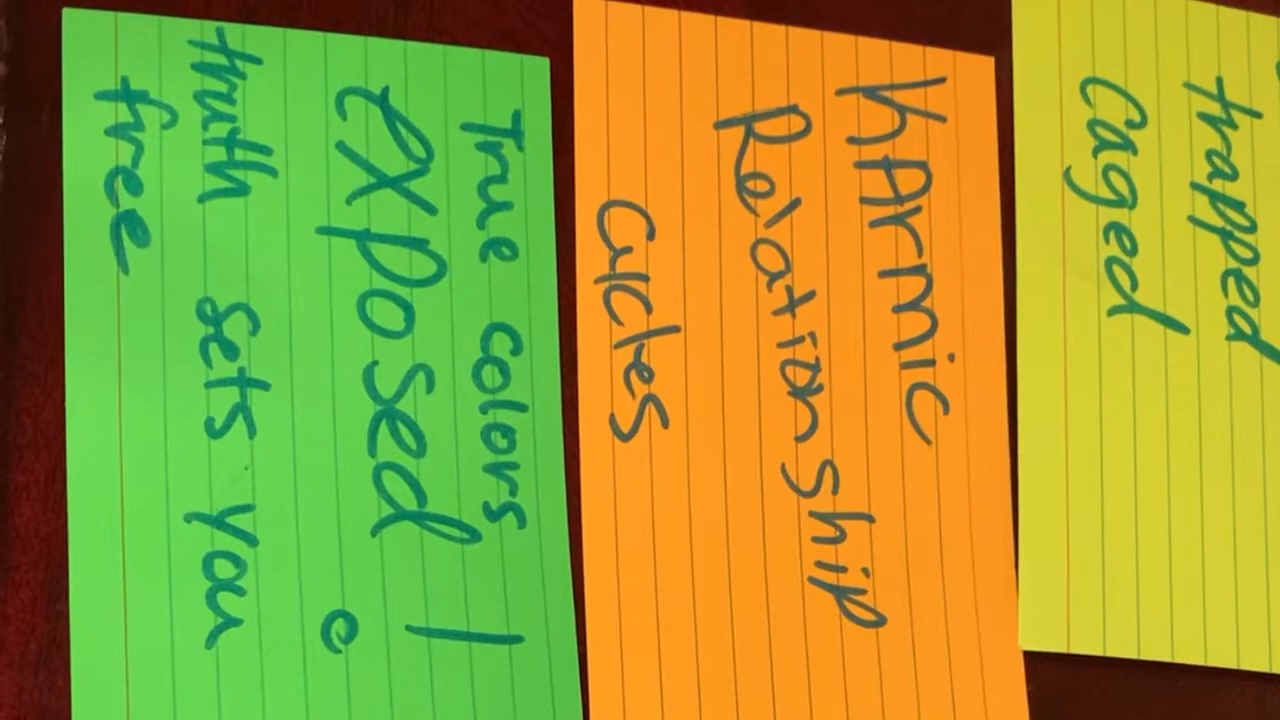 trapped
Caged
KArmic
Relationship
cycles
True colors
exposed!
truth sets you
free